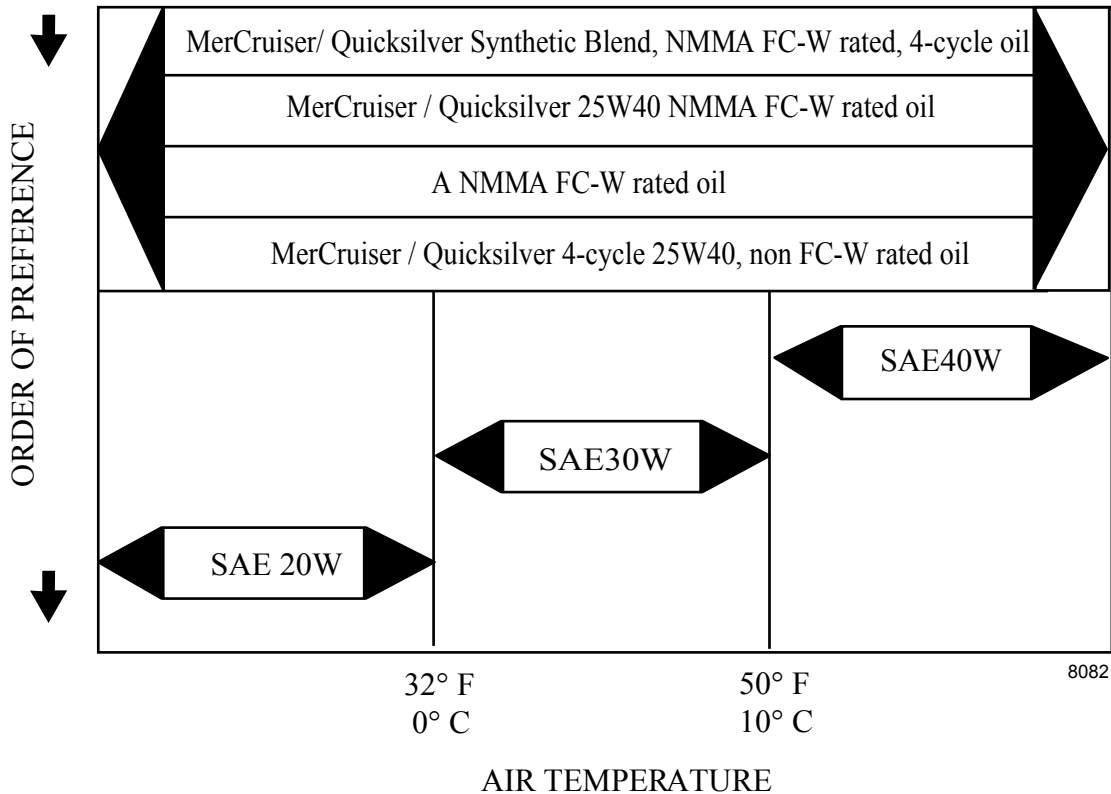 ORDER OF PREFERENCE
MerCruiser/ Quicksilver Synthetic Blend, NMMA FC-W rated, 4-cycle oil
MerCruiser / Quicksilver 25W40 NMMA FC-W rated oil
A NMMA FC-W rated oil
MerCruiser / Quicksilver 4-cycle 25W40, non FC-W rated oil
SAE40W
SAE30W
SAE 20W
32° F
0° C
50° F
10° C
8082
AIR TEMPERATURE